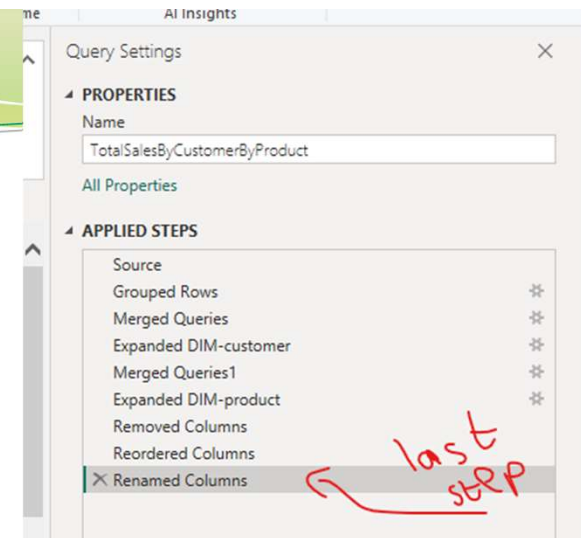 me AI Insights
Query Settings
PROPERTIES
Name
TotalSalesByCustomerByProduct
All Properties
APPLIED STEPS
Source
Grouped Rows
Merged Queries
Expanded DIM-customer
Merged Queries1
Expanded DIM-product
Removed Columns
Reordered Columns
Renamed Columns
last
step